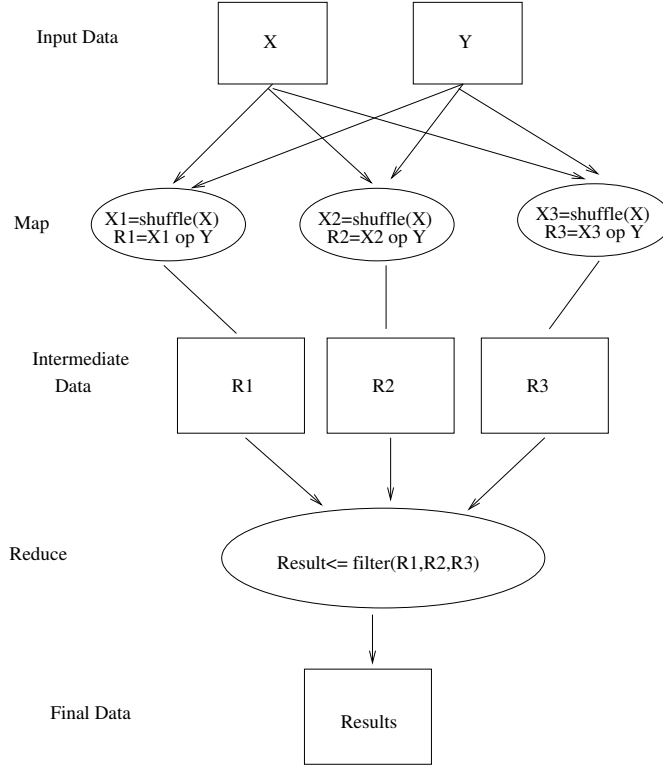 Input Data
X
Y
Map
X1=shuffle(X)
R1=X1 op Y
X2=shuffle(X)
R2=X2 op Y
X3=shuffle(X)
R3=X3 op Y
Intermediate
Data
R1
R2
R3
Reduce
Result<= filter(R1,R2,R3)
Final Data
Results